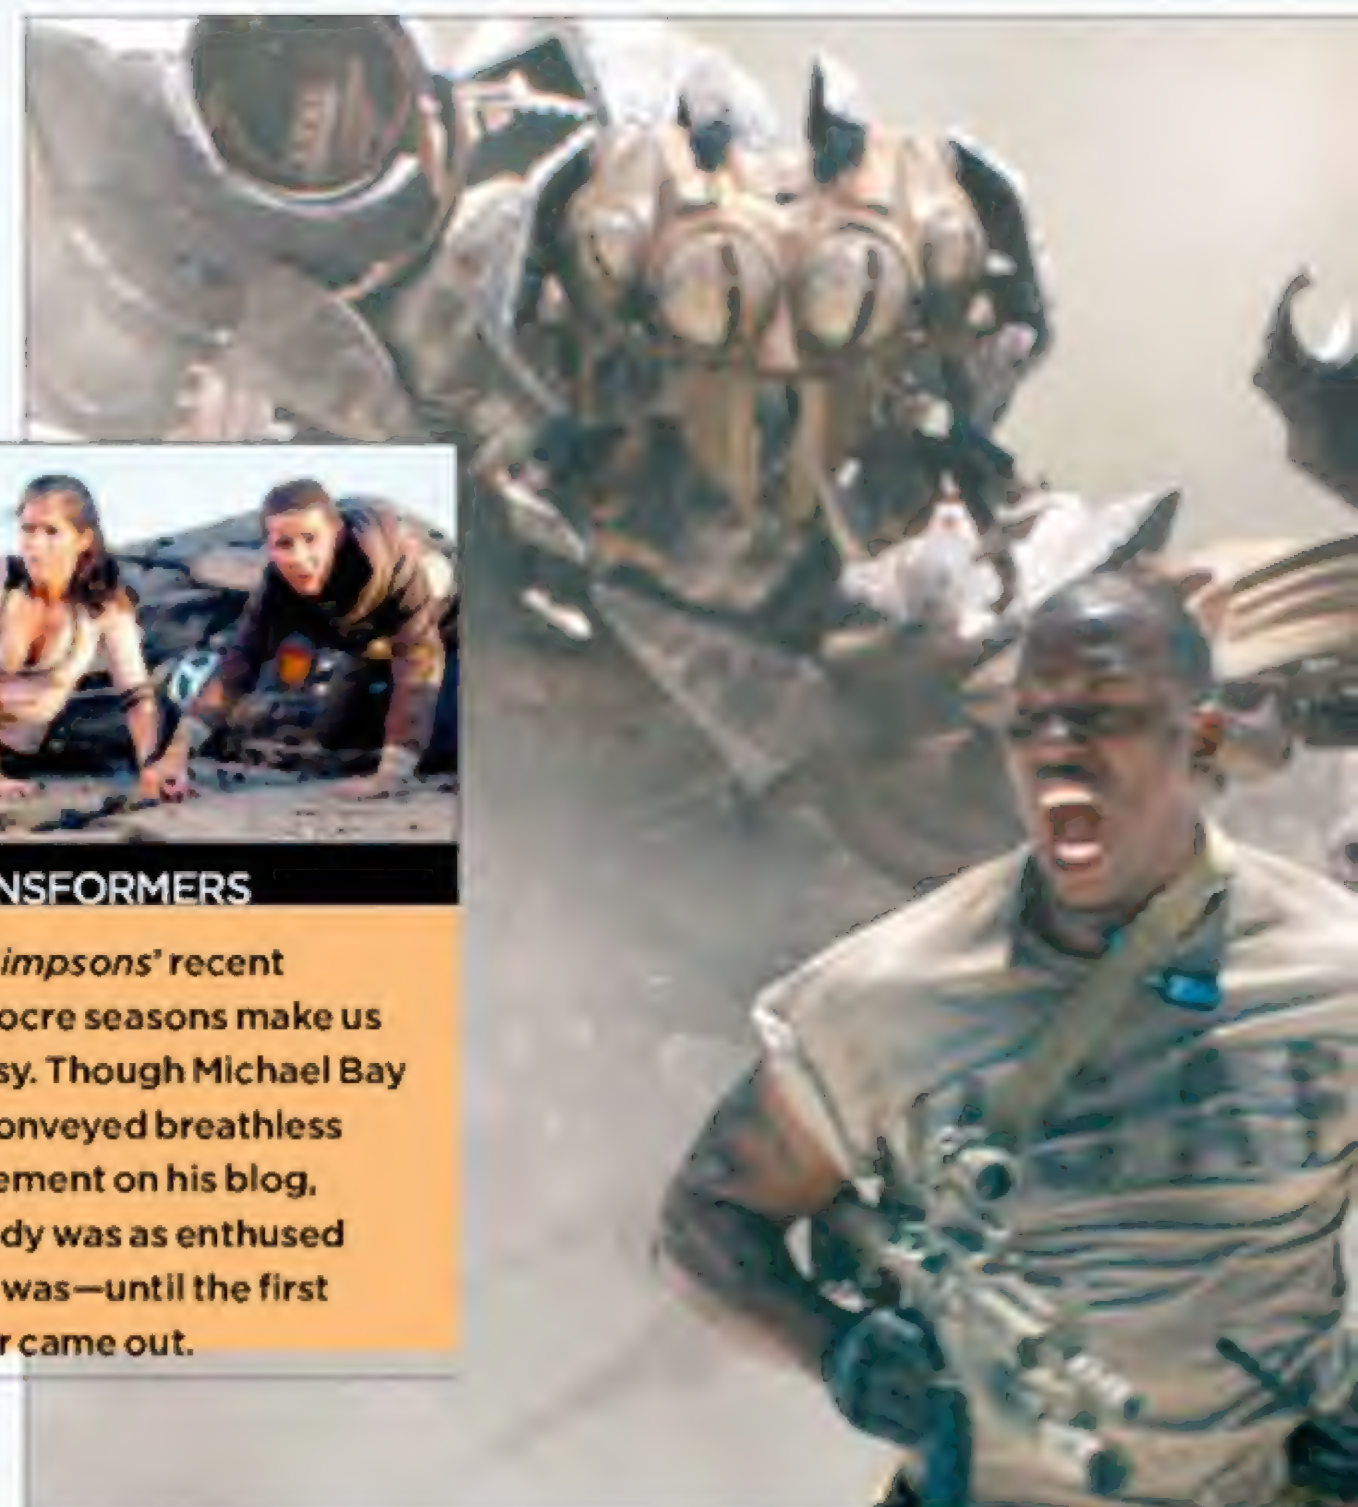 NSFORMERS
impsons' recent
ocre seasons make us
sy. Though Michael Bay
onveyed breathless
ement on his blog,
dy was as enthused
was—until the first
r came out.